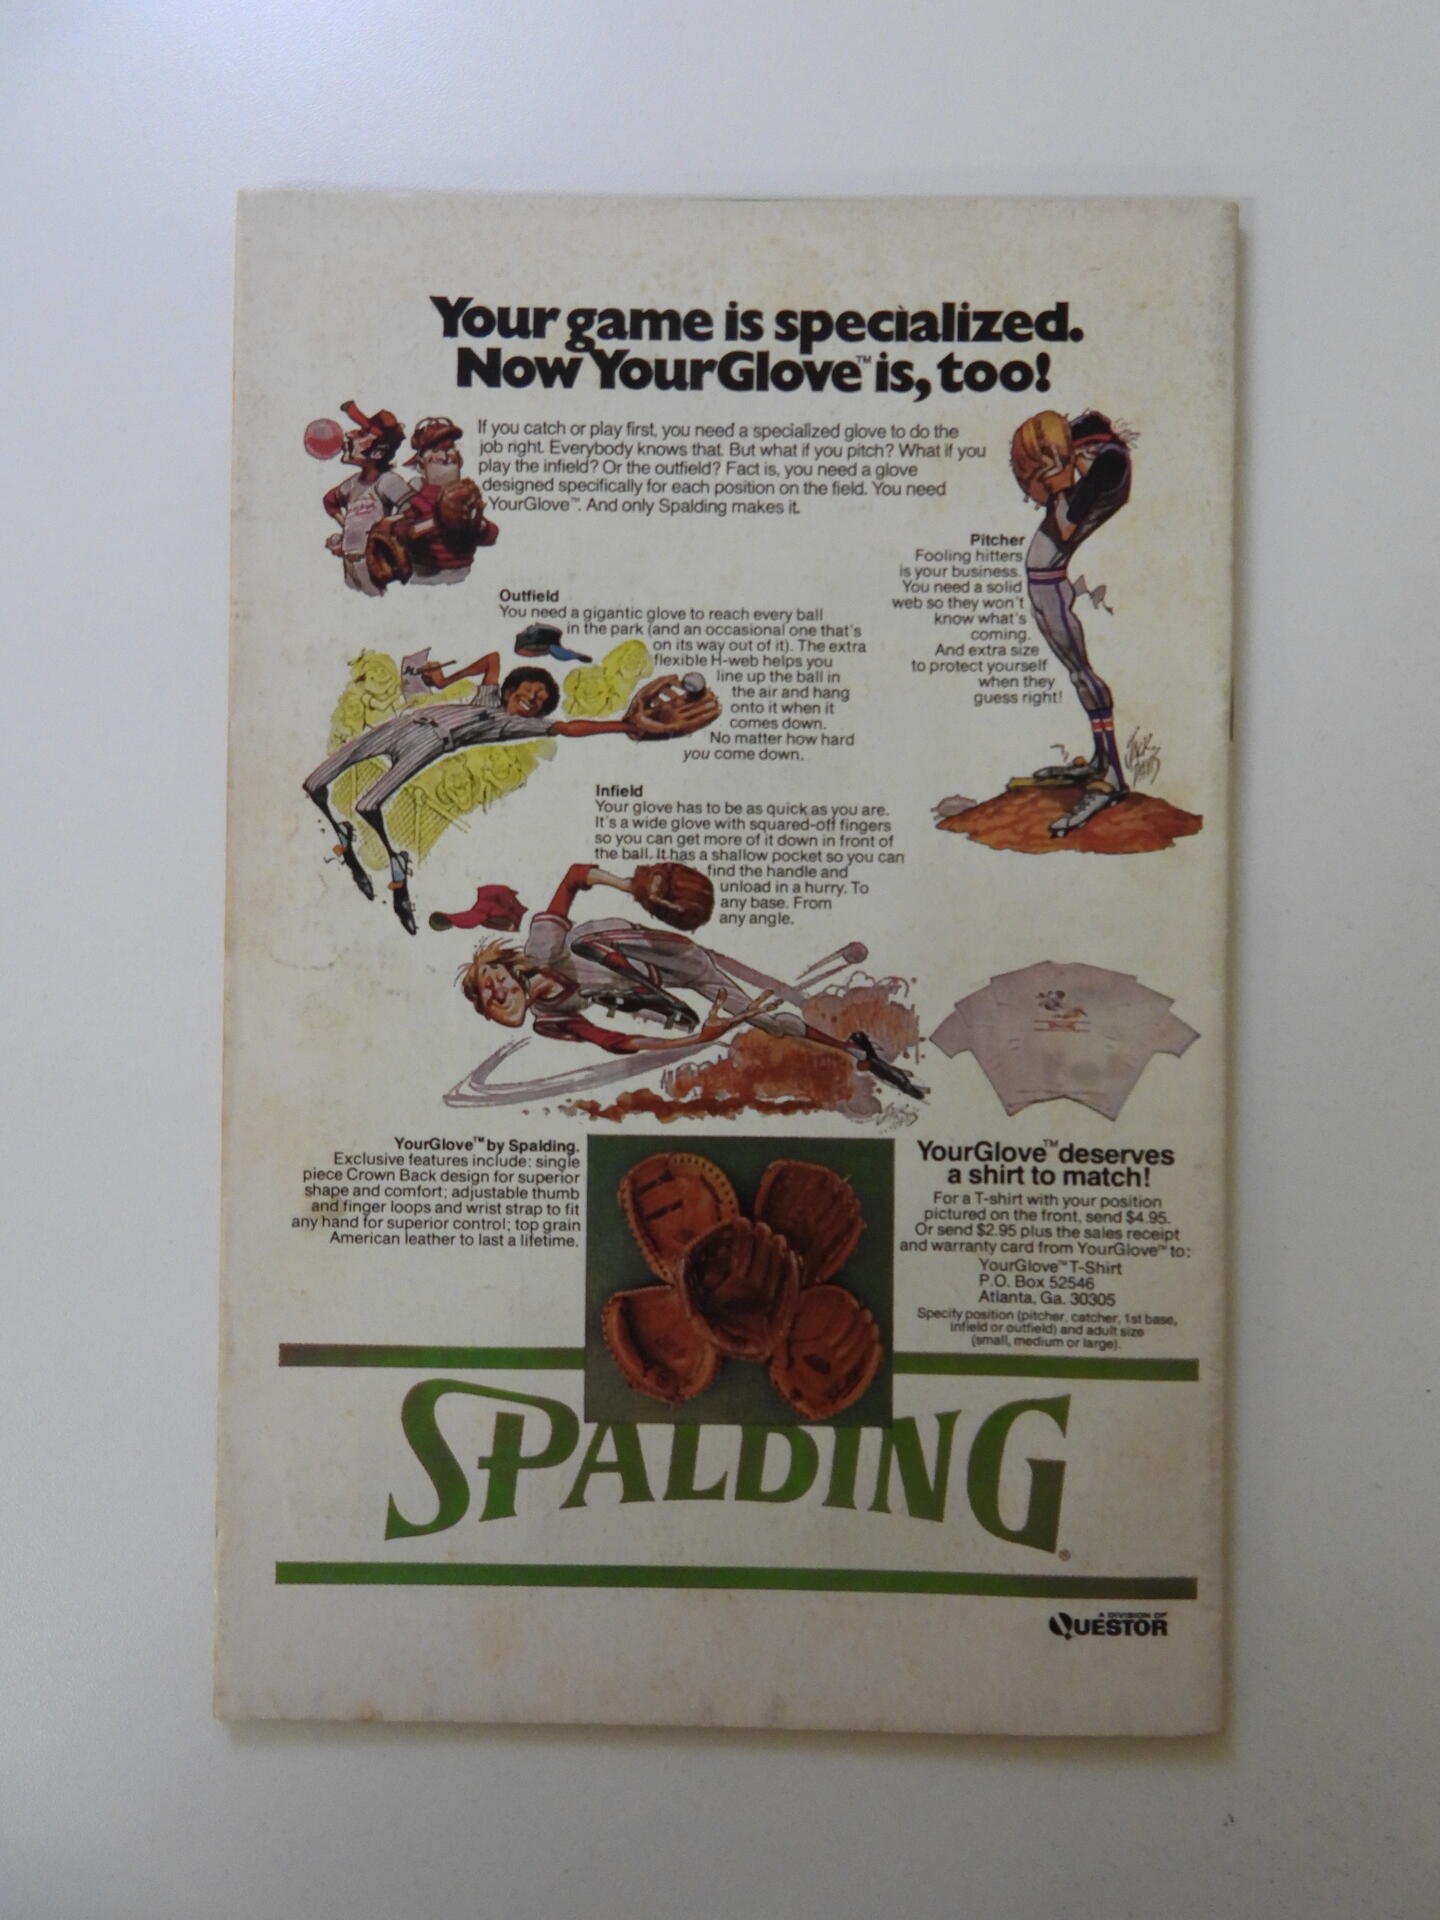 Your game is specialized.
Now YourGlove™ is, too!
If you catch or play first, you need a specialized glove to do the
job right. Everybody knows that. But what if you pitch? What if you
play the infield? Or the outfield? Fact is, you need a glove
designed specifically for each position on the field. You need
YourGlove™. And only Spalding makes it.
Pitcher
Fooling hitters
is your business.
You need a solid
web so they won't
know what's
coming.
And extra size
to protect yourself
when they
guess right!
JACK
DAVIS
Outfield
You need a gigantic glove to reach every ball
in the park (and an occasional one that's
on its way out of it). The extra
flexible H-web helps you
line up the ball in
the air and hang
onto it when it
comes down.
No matter how hard
you come down.
Infield
Your glove has to be as quick as you are.
It's a wide glove with squared-off fingers
so you can get more of it down in front of
the ball. It has a shallow pocket so you can
find the handle and
unload in a hurry. To
any base. From
any angle.
JACK
DAVIS
YourGlove™ by Spalding.
Exclusive features include: single
piece Crown Back design for superior
shape and comfort; adjustable thumb
and finger loops and wrist strap to fit
any hand for superior control; top grain
American leather to last a lifetime.
YourGlove™ deserves
a shirt to match!
For a T-shirt with your position
pictured on the front, send $4.95.
Or send $2.95 plus the sales receipt
and warranty card from YourGlove™ to:
YourGlove™ T-Shirt
P.O. Box 52546
Atlanta, Ga. 30305
Specify position (pitcher, catcher, 1st base,
infield or outfield) and adult size
(small, medium or large).
SPALDING®
A DIVISION OF
QUESTOR